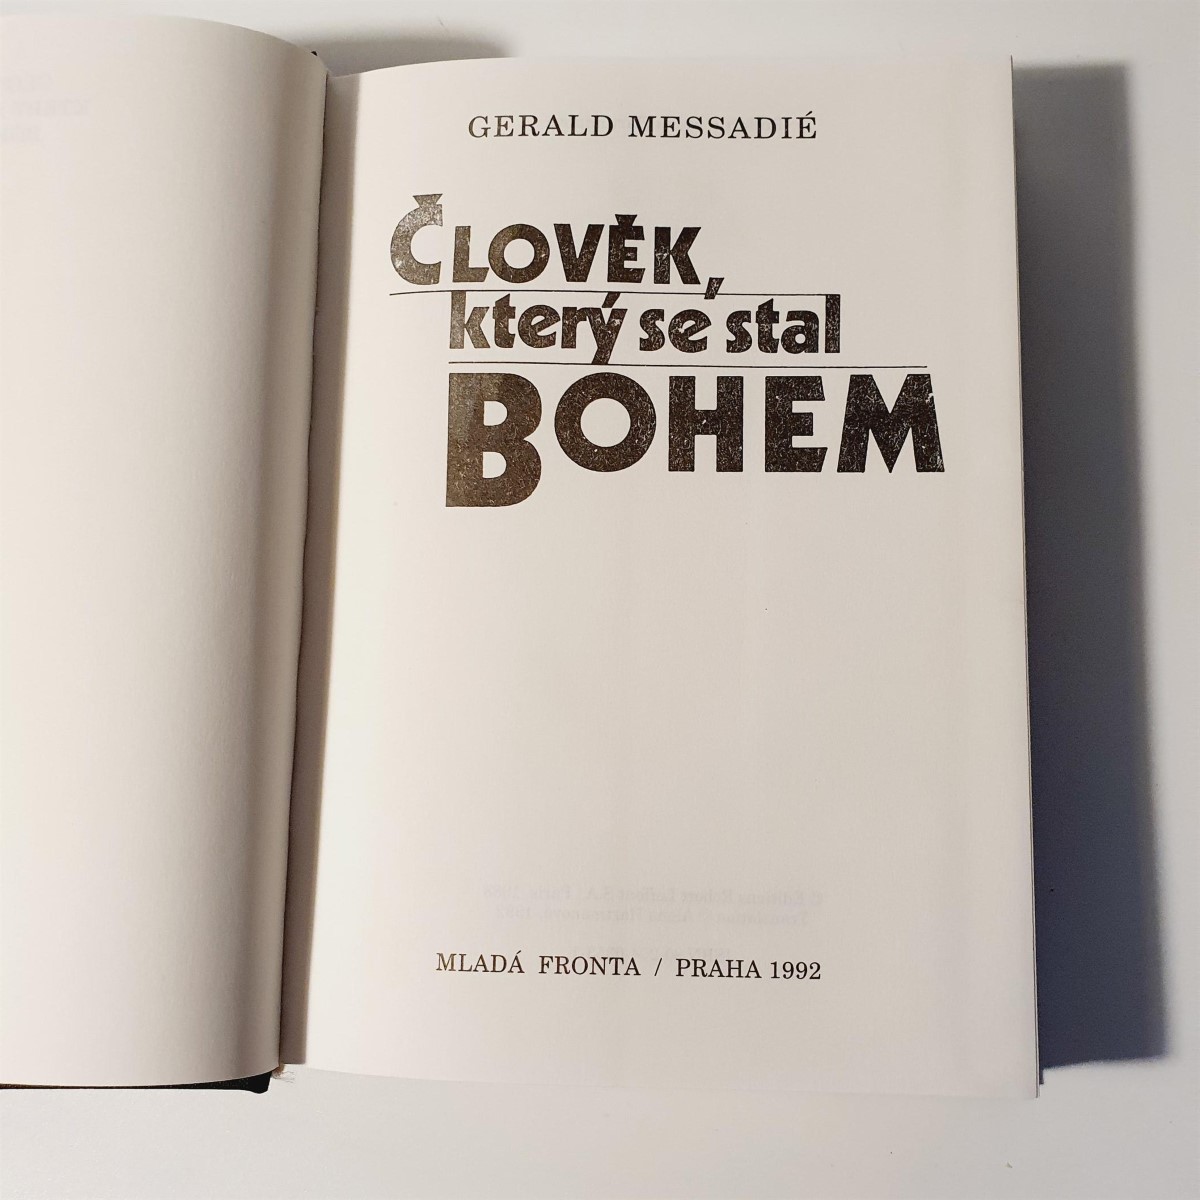 GERALD MESSADIÉ
ČLOVĚK,
který se stal
BOHEM
MLADÁ FRONTA / PRAHA 1992